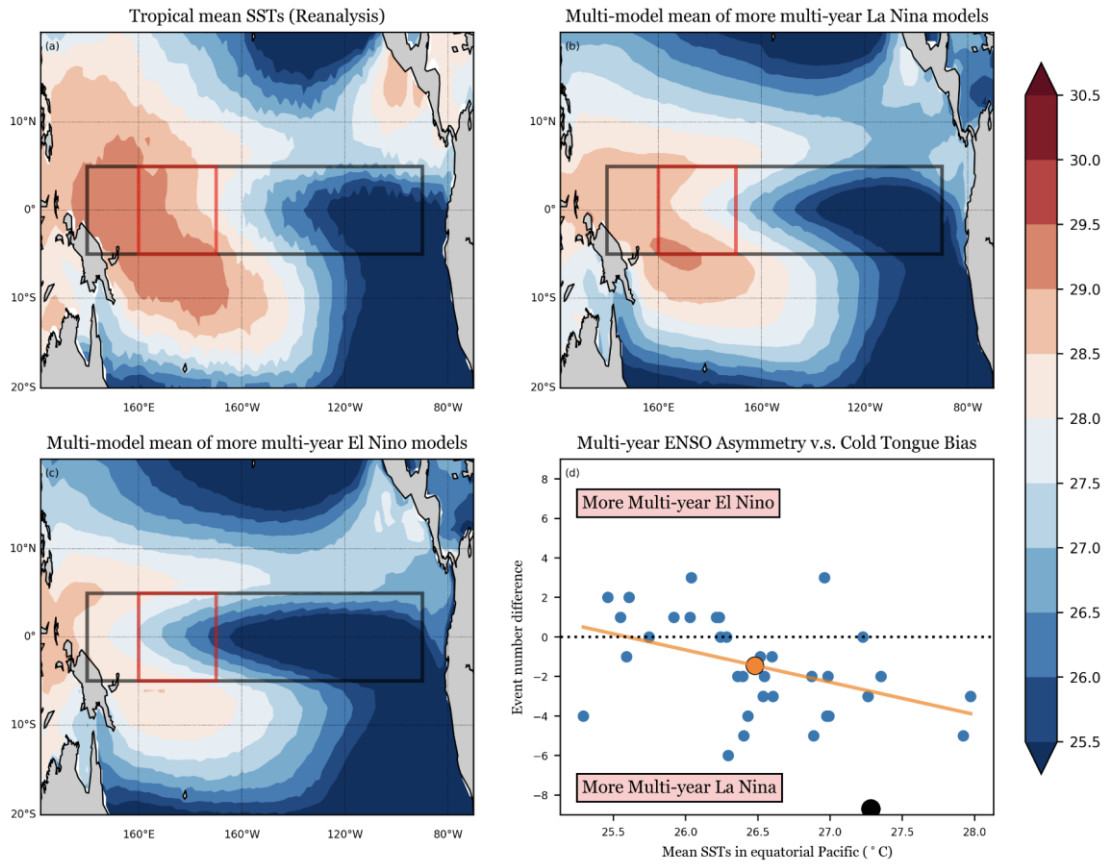 Tropical mean SSTs (Reanalysis)
(a)
10°N
0°
10°S
20°S
160°E
160°W
120°W
80°W
Multi-model mean of more multi-year La Nina models
(b)
160°E
160°W
120°W
80°W
30.5
30.0
29.5
29.0
28.5
28.0
27.5
27.0
26.5
26.0
25.5
Multi-model mean of more multi-year El Nino models
(c)
10°N
0°
10°S
20°S
160°E
160°W
120°W
80°W
Multi-year ENSO Asymmetry v.s. Cold Tongue Bias
(d)
More Multi-year El Nino
More Multi-year La Nina
Event number difference
8
6
4
2
0
−2
−4
−6
−8
25.5
26.0
26.5
27.0
27.5
28.0
Mean SSTs in equatorial Pacific (°C)